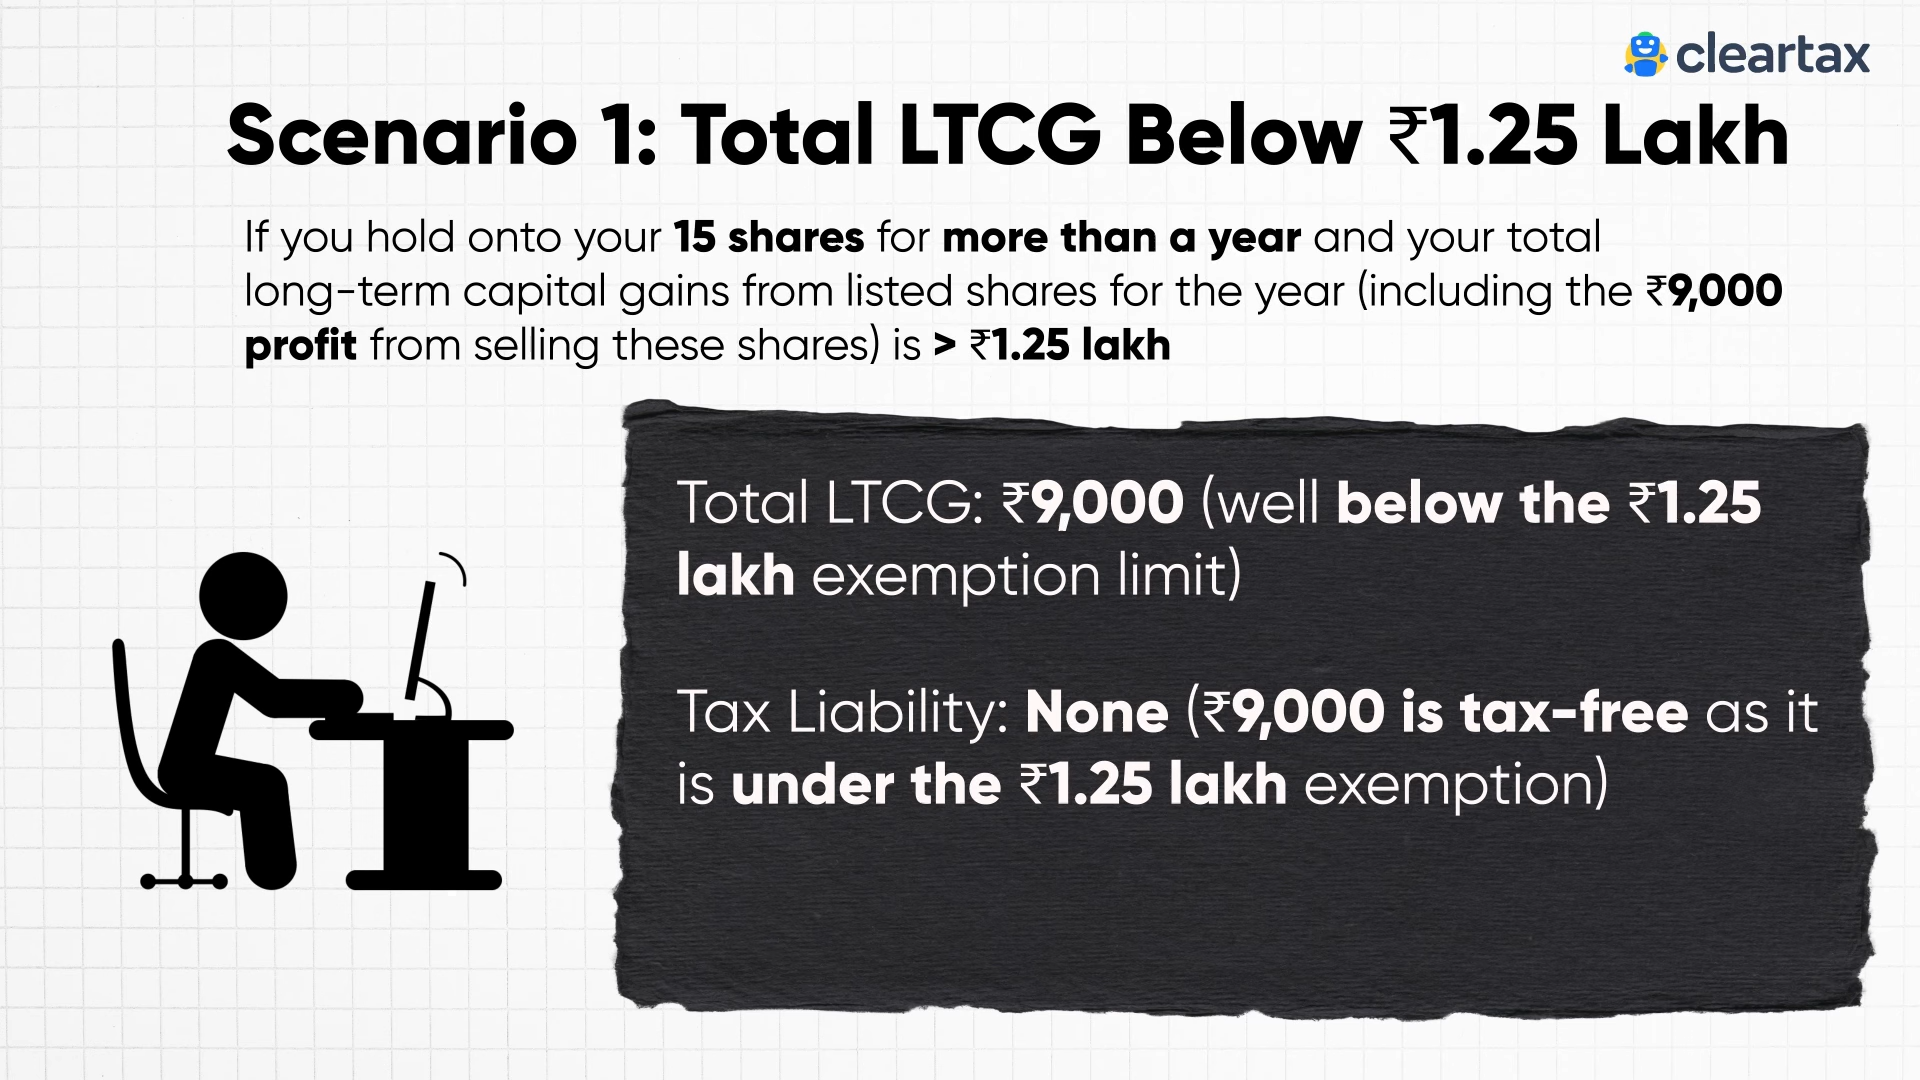 cleartax
Scenario 1: Total LTCG Below ₹1.25 Lakh
If you hold onto your 15 shares for more than a year and your total
long-term capital gains from listed shares for the year (including the ₹9,000
profit from selling these shares) is > ₹1.25 lakh
Total LTCG: ₹9,000 (well below the ₹1.25
lakh exemption limit)
Tax Liability: None (₹9,000 is tax-free as it
is under the ₹1.25 lakh exemption)